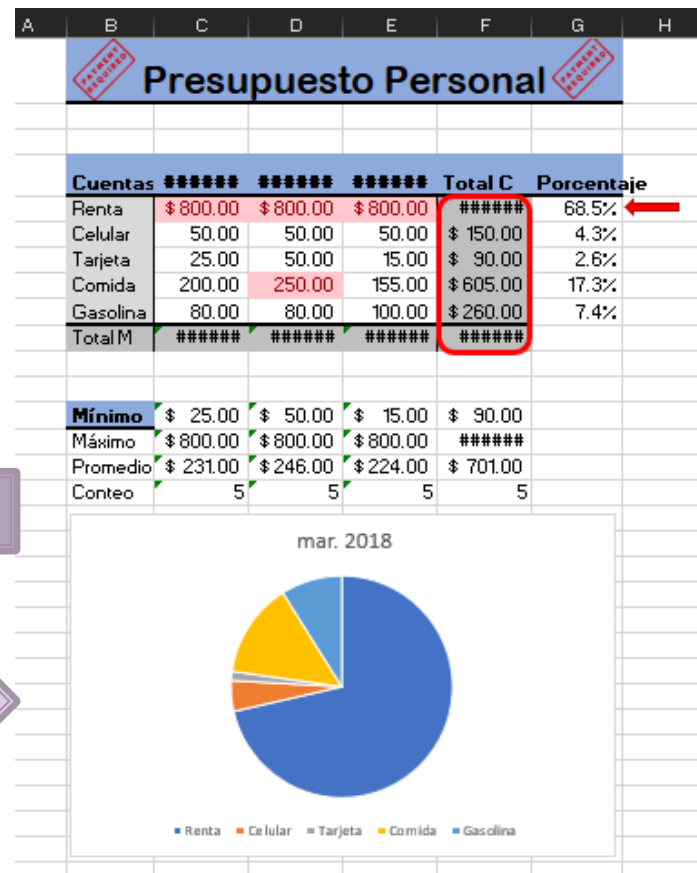 A B C D E F G H
PAYMENT REQUIRED Presupuesto Personal PAYMENT REQUIRED
Cuentas ###### ###### ###### Total C Porcentaje
Renta $ 800.00 $ 800.00 $ 800.00 ###### 68.5%
Celular 50.00 50.00 50.00 $ 150.00 4.3%
Tarjeta 25.00 50.00 15.00 $ 90.00 2.6%
Comida 200.00 250.00 155.00 $ 605.00 17.3%
Gasolina 80.00 80.00 100.00 $ 260.00 7.4%
Total M ###### ###### ###### ######
Mínimo $ 25.00 $ 50.00 $ 15.00 $ 90.00
Máximo $ 800.00 $ 800.00 $ 800.00 ######
Promedio $ 231.00 $ 246.00 $ 224.00 $ 701.00
Conteo 5 5 5 5
mar. 2018
Renta Celular Tarjeta Comida Gasolina